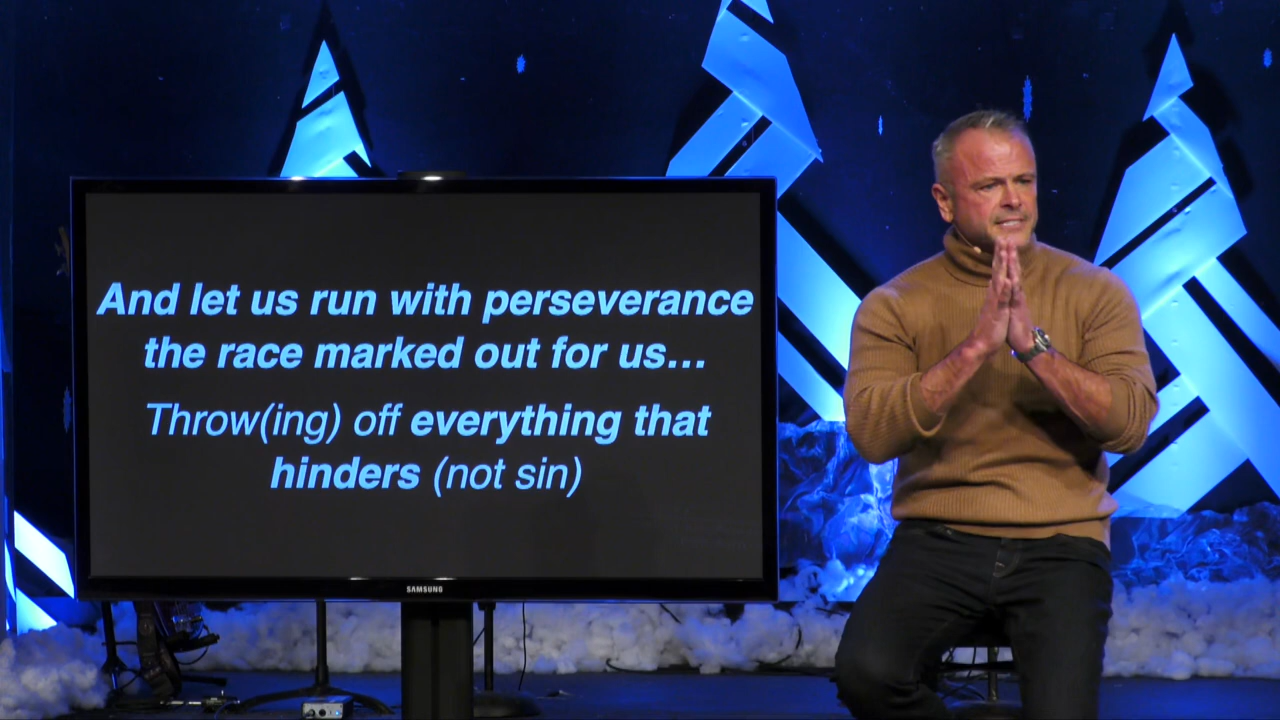 And let us run with perseverance
the race marked out for us...
Throw(ing) off everything that
hinders (not sin)
SAMSUNG